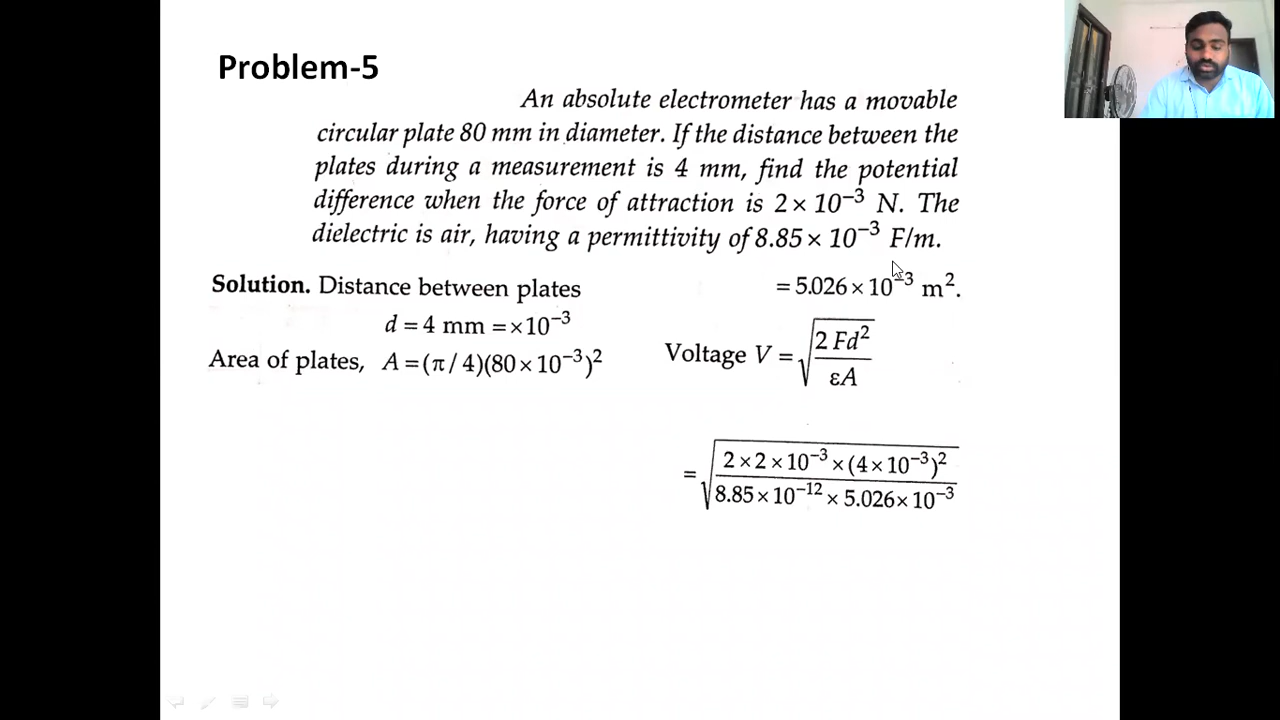 Problem-5
An absolute electrometer has a movable
circular plate 80 mm in diameter. If the distance between the
plates during a measurement is 4 mm, find the potential
difference when the force of attraction is 2 × 10⁻³ N. The
dielectric is air, having a permittivity of 8.85 × 10⁻³ F/m.
Solution. Distance between plates
d = 4 mm = ×10⁻³
Area of plates, A = (π / 4)(80 × 10⁻³)²
= 5.026 × 10⁻³ m².
Voltage V = √(2 Fd² / εA)
= √(2 × 2 × 10⁻³ × (4 × 10⁻³)² / 8.85 × 10⁻¹² × 5.026 × 10⁻³)